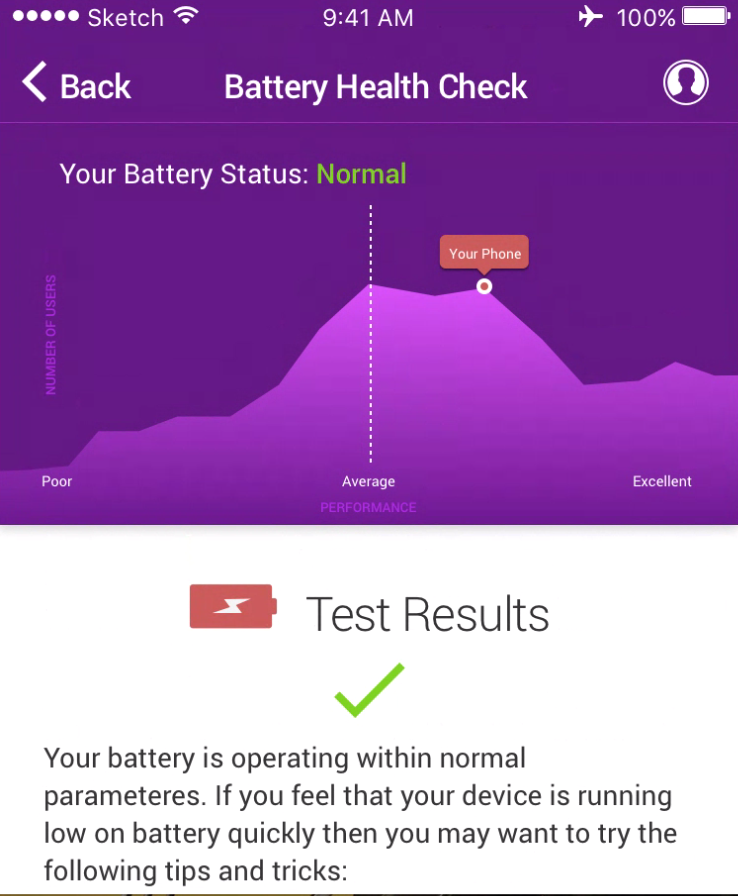 Sketch 9:41 AM 100%
Back Battery Health Check
Your Battery Status: Normal
Your Phone
NUMBER OF USERS
Poor Average Excellent
PERFORMANCE
Test Results
Your battery is operating within normal
parameteres. If you feel that your device is running
low on battery quickly then you may want to try the
following tips and tricks: